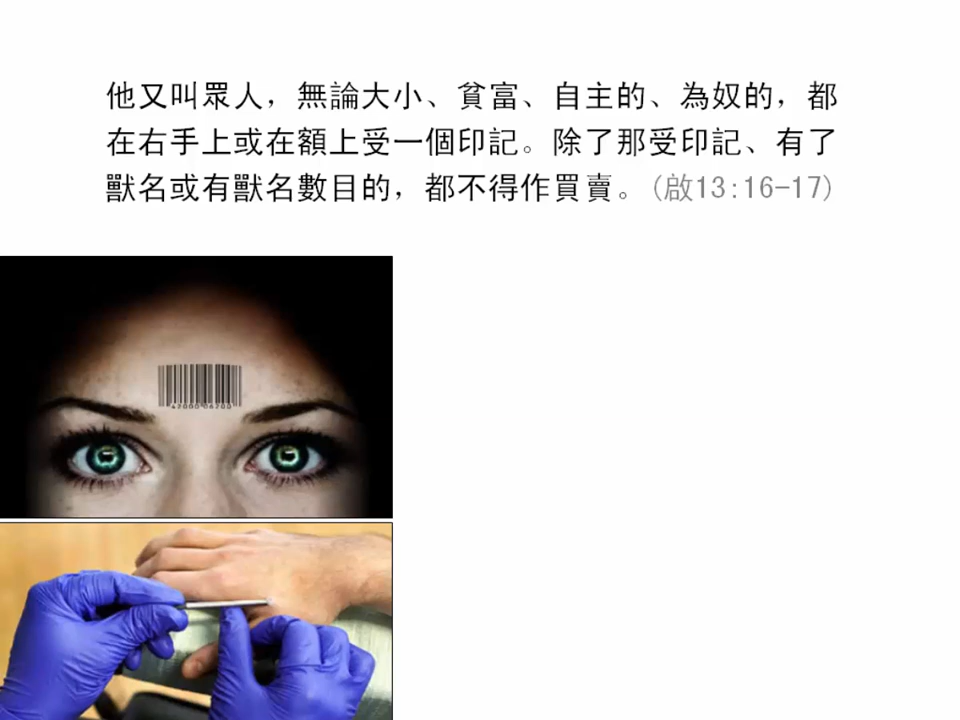 他又叫眾人，無論大小、貧富、自主的、為奴的，都
在右手上或在額上受一個印記。除了那受印記、有了
獸名或有獸名數目的，都不得作買賣。(啟13:16-17)